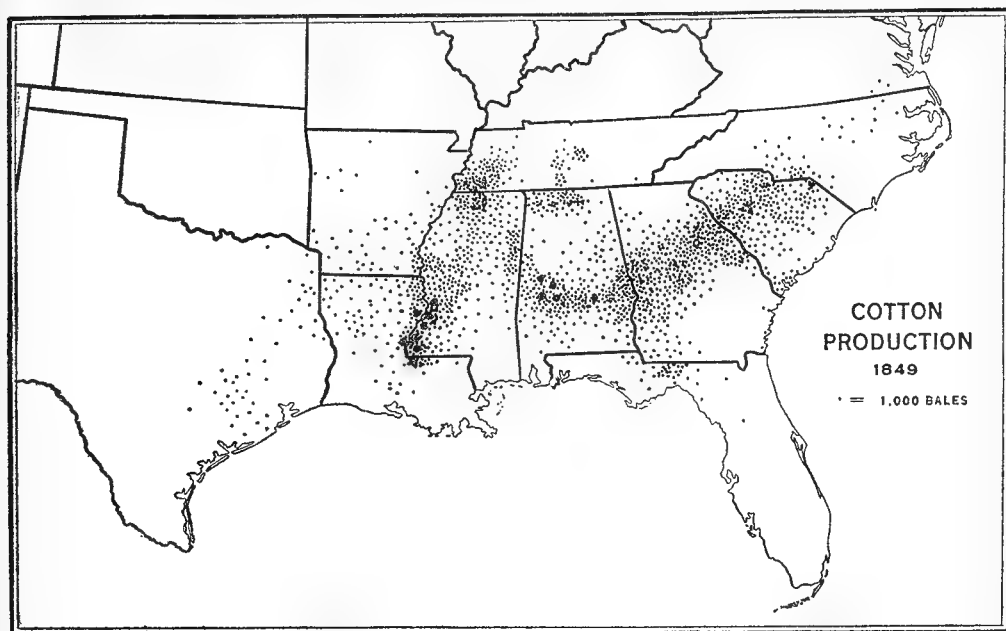 COTTON
PRODUCTION
1849
• = 1,000 BALES